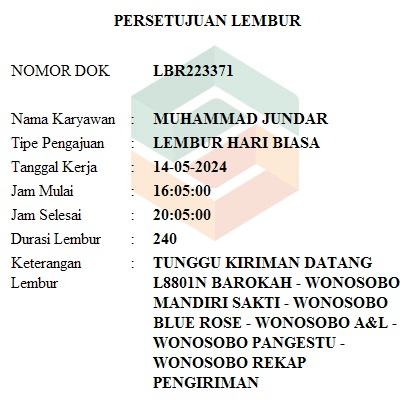 PERSETUJUAN LEMBUR
NOMOR DOK LBR223371
Nama Karyawan : MUHAMMAD JUNDAR
Tipe Pengajuan : LEMBUR HARI BIASA
Tanggal Kerja : 14-05-2024
Jam Mulai : 16:05:00
Jam Selesai : 20:05:00
Durasi Lembur : 240
Keterangan Lembur : TUNGGU KIRIMAN DATANG
L8801N BAROKAH - WONOSOBO
MANDIRI SAKTI - WONOSOBO
BLUE ROSE - WONOSOBO A&L -
WONOSOBO PANGESTU -
WONOSOBO REKAP
PENGIRIMAN